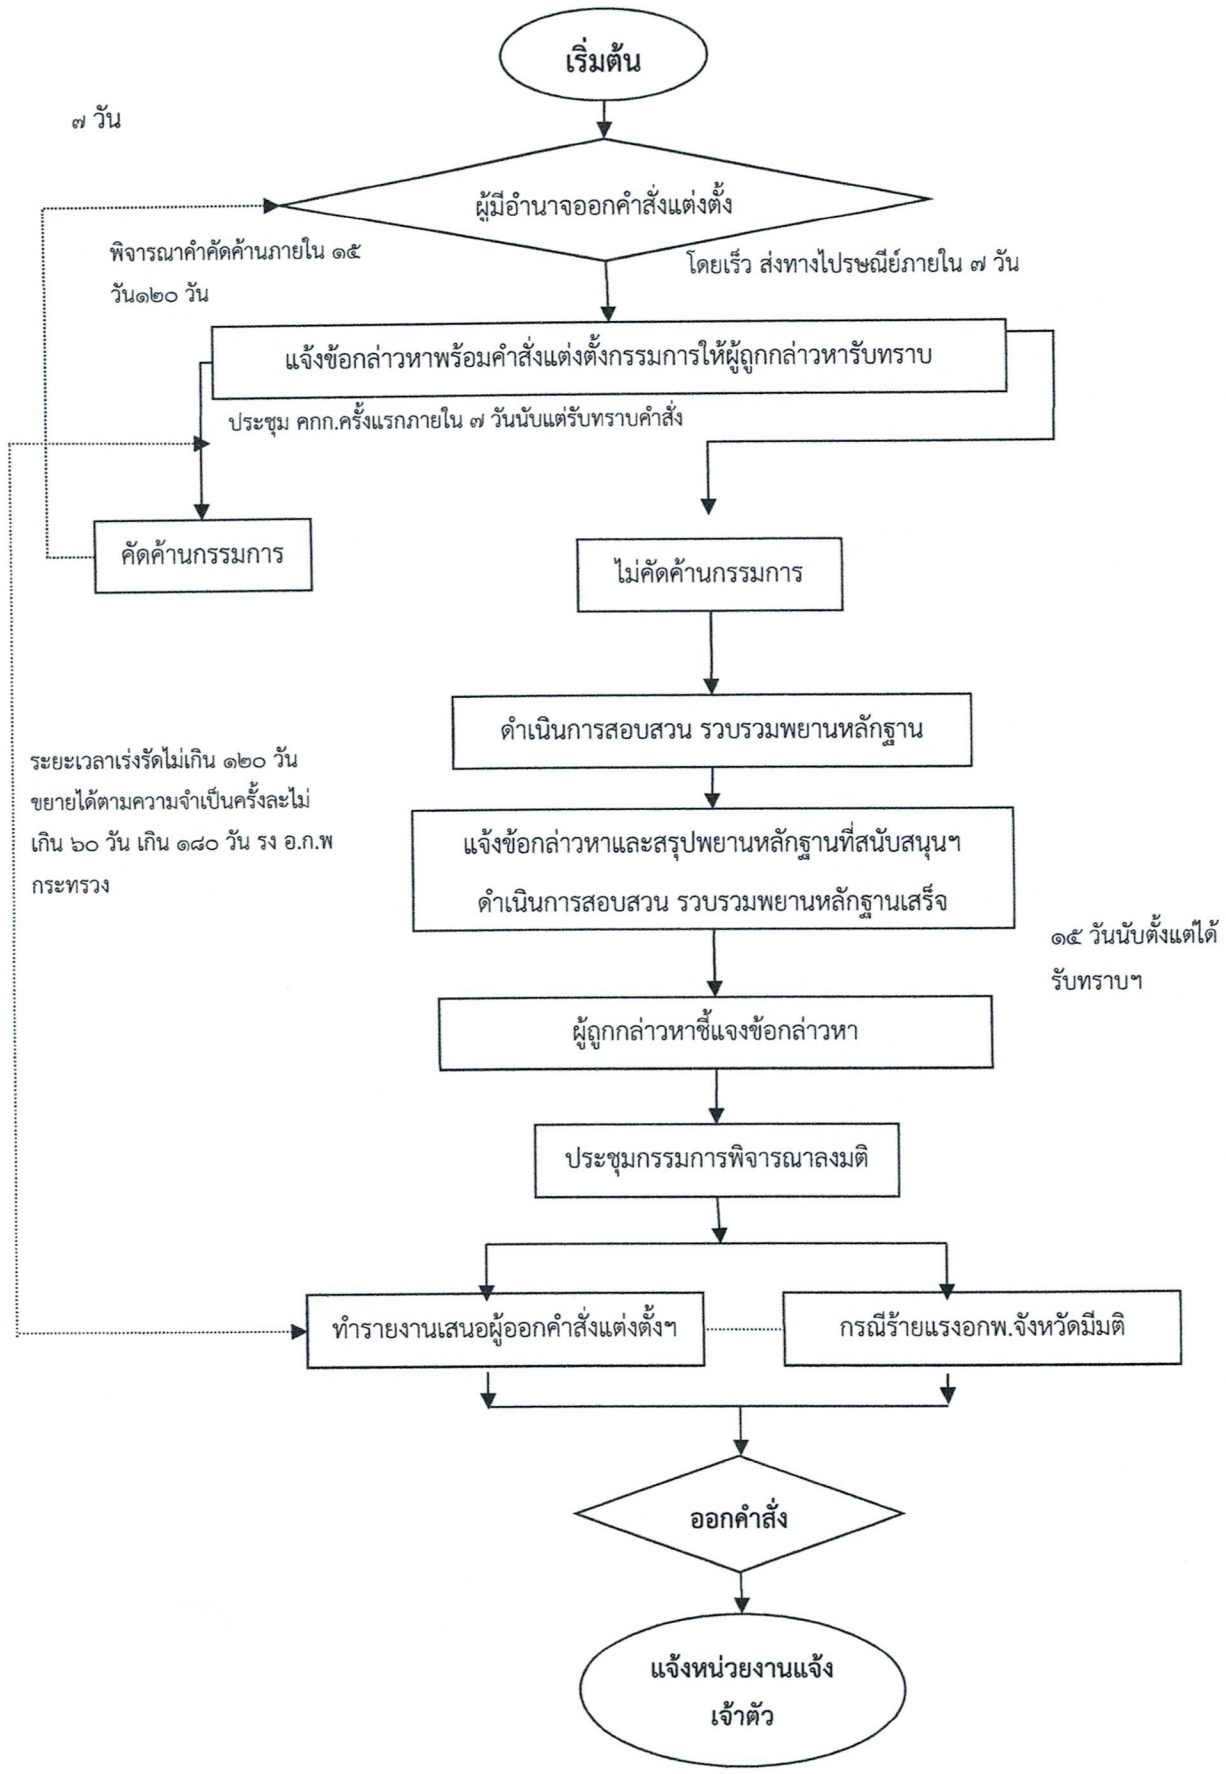 เริ่มต้น
๗ วัน
ผู้มีอำนาจออกคำสั่งแต่งตั้ง
พิจารณาคำคัดค้านภายใน ๑๕
วัน๑๒๐ วัน
โดยเร็ว ส่งทางไปรษณีย์ภายใน ๗ วัน
แจ้งข้อกล่าวหาพร้อมคำสั่งแต่งตั้งกรรมการให้ผู้ถูกกล่าวหารับทราบ
ประชุม คกก.ครั้งแรกภายใน ๗ วันนับแต่รับทราบคำสั่ง
คัดค้านกรรมการ
ไม่คัดค้านกรรมการ
ดำเนินการสอบสวน รวบรวมพยานหลักฐาน
ระยะเวลาเร่งรัดไม่เกิน ๑๒๐ วัน
ขยายได้ตามความจำเป็นครั้งละไม่
เกิน ๖๐ วัน เกิน ๑๘๐ วัน รง อ.ก.พ
กระทรวง
แจ้งข้อกล่าวหาและสรุปพยานหลักฐานที่สนับสนุนฯ
ดำเนินการสอบสวน รวบรวมพยานหลักฐานเสร็จ
๑๕ วันนับตั้งแต่ได้
รับทราบฯ
ผู้ถูกกล่าวหาชี้แจงข้อกล่าวหา
ประชุมกรรมการพิจารณาลงมติ
ทำรายงานเสนอผู้ออกคำสั่งแต่งตั้งฯ
กรณีร้ายแรงอกพ.จังหวัดมีมติ
ออกคำสั่ง
แจ้งหน่วยงานแจ้ง
เจ้าตัว